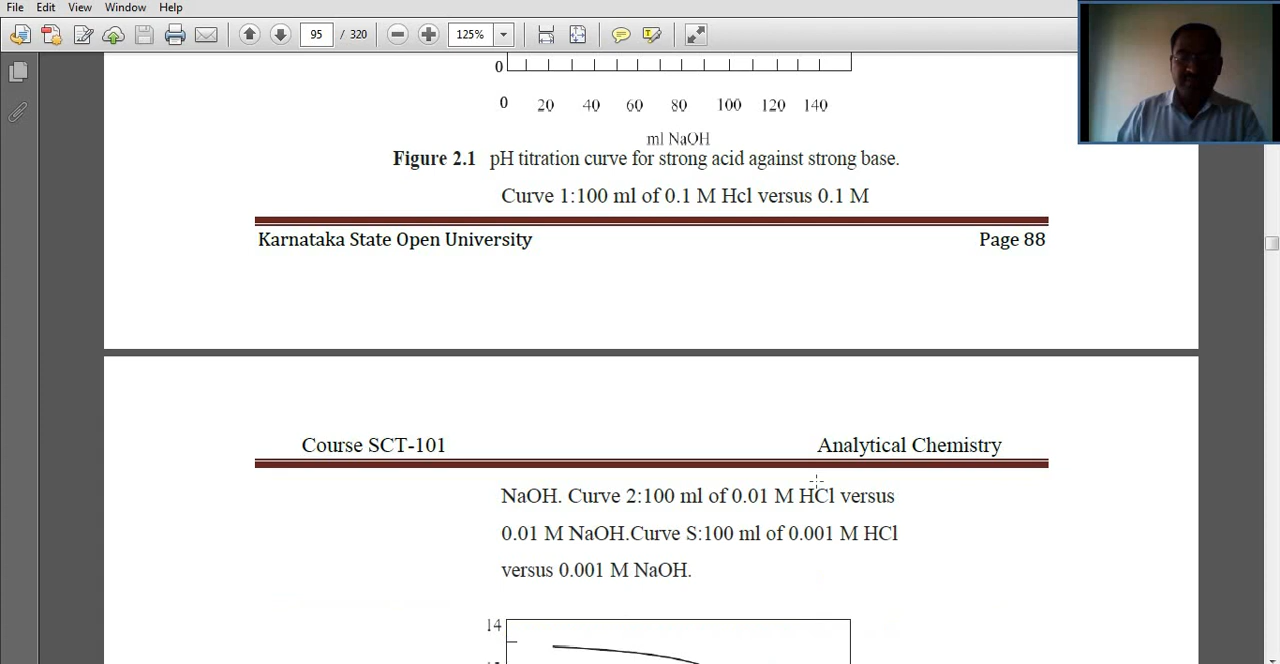 File Edit View Window Help
95 / 320 125%
0
0 20 40 60 80 100 120 140
ml NaOH
Figure 2.1 pH titration curve for strong acid against strong base.
Curve 1:100 ml of 0.1 M Hcl versus 0.1 M
Karnataka State Open University Page 88
Course SCT-101 Analytical Chemistry
NaOH. Curve 2:100 ml of 0.01 M HCl versus
0.01 M NaOH.Curve S:100 ml of 0.001 M HCl
versus 0.001 M NaOH.
14